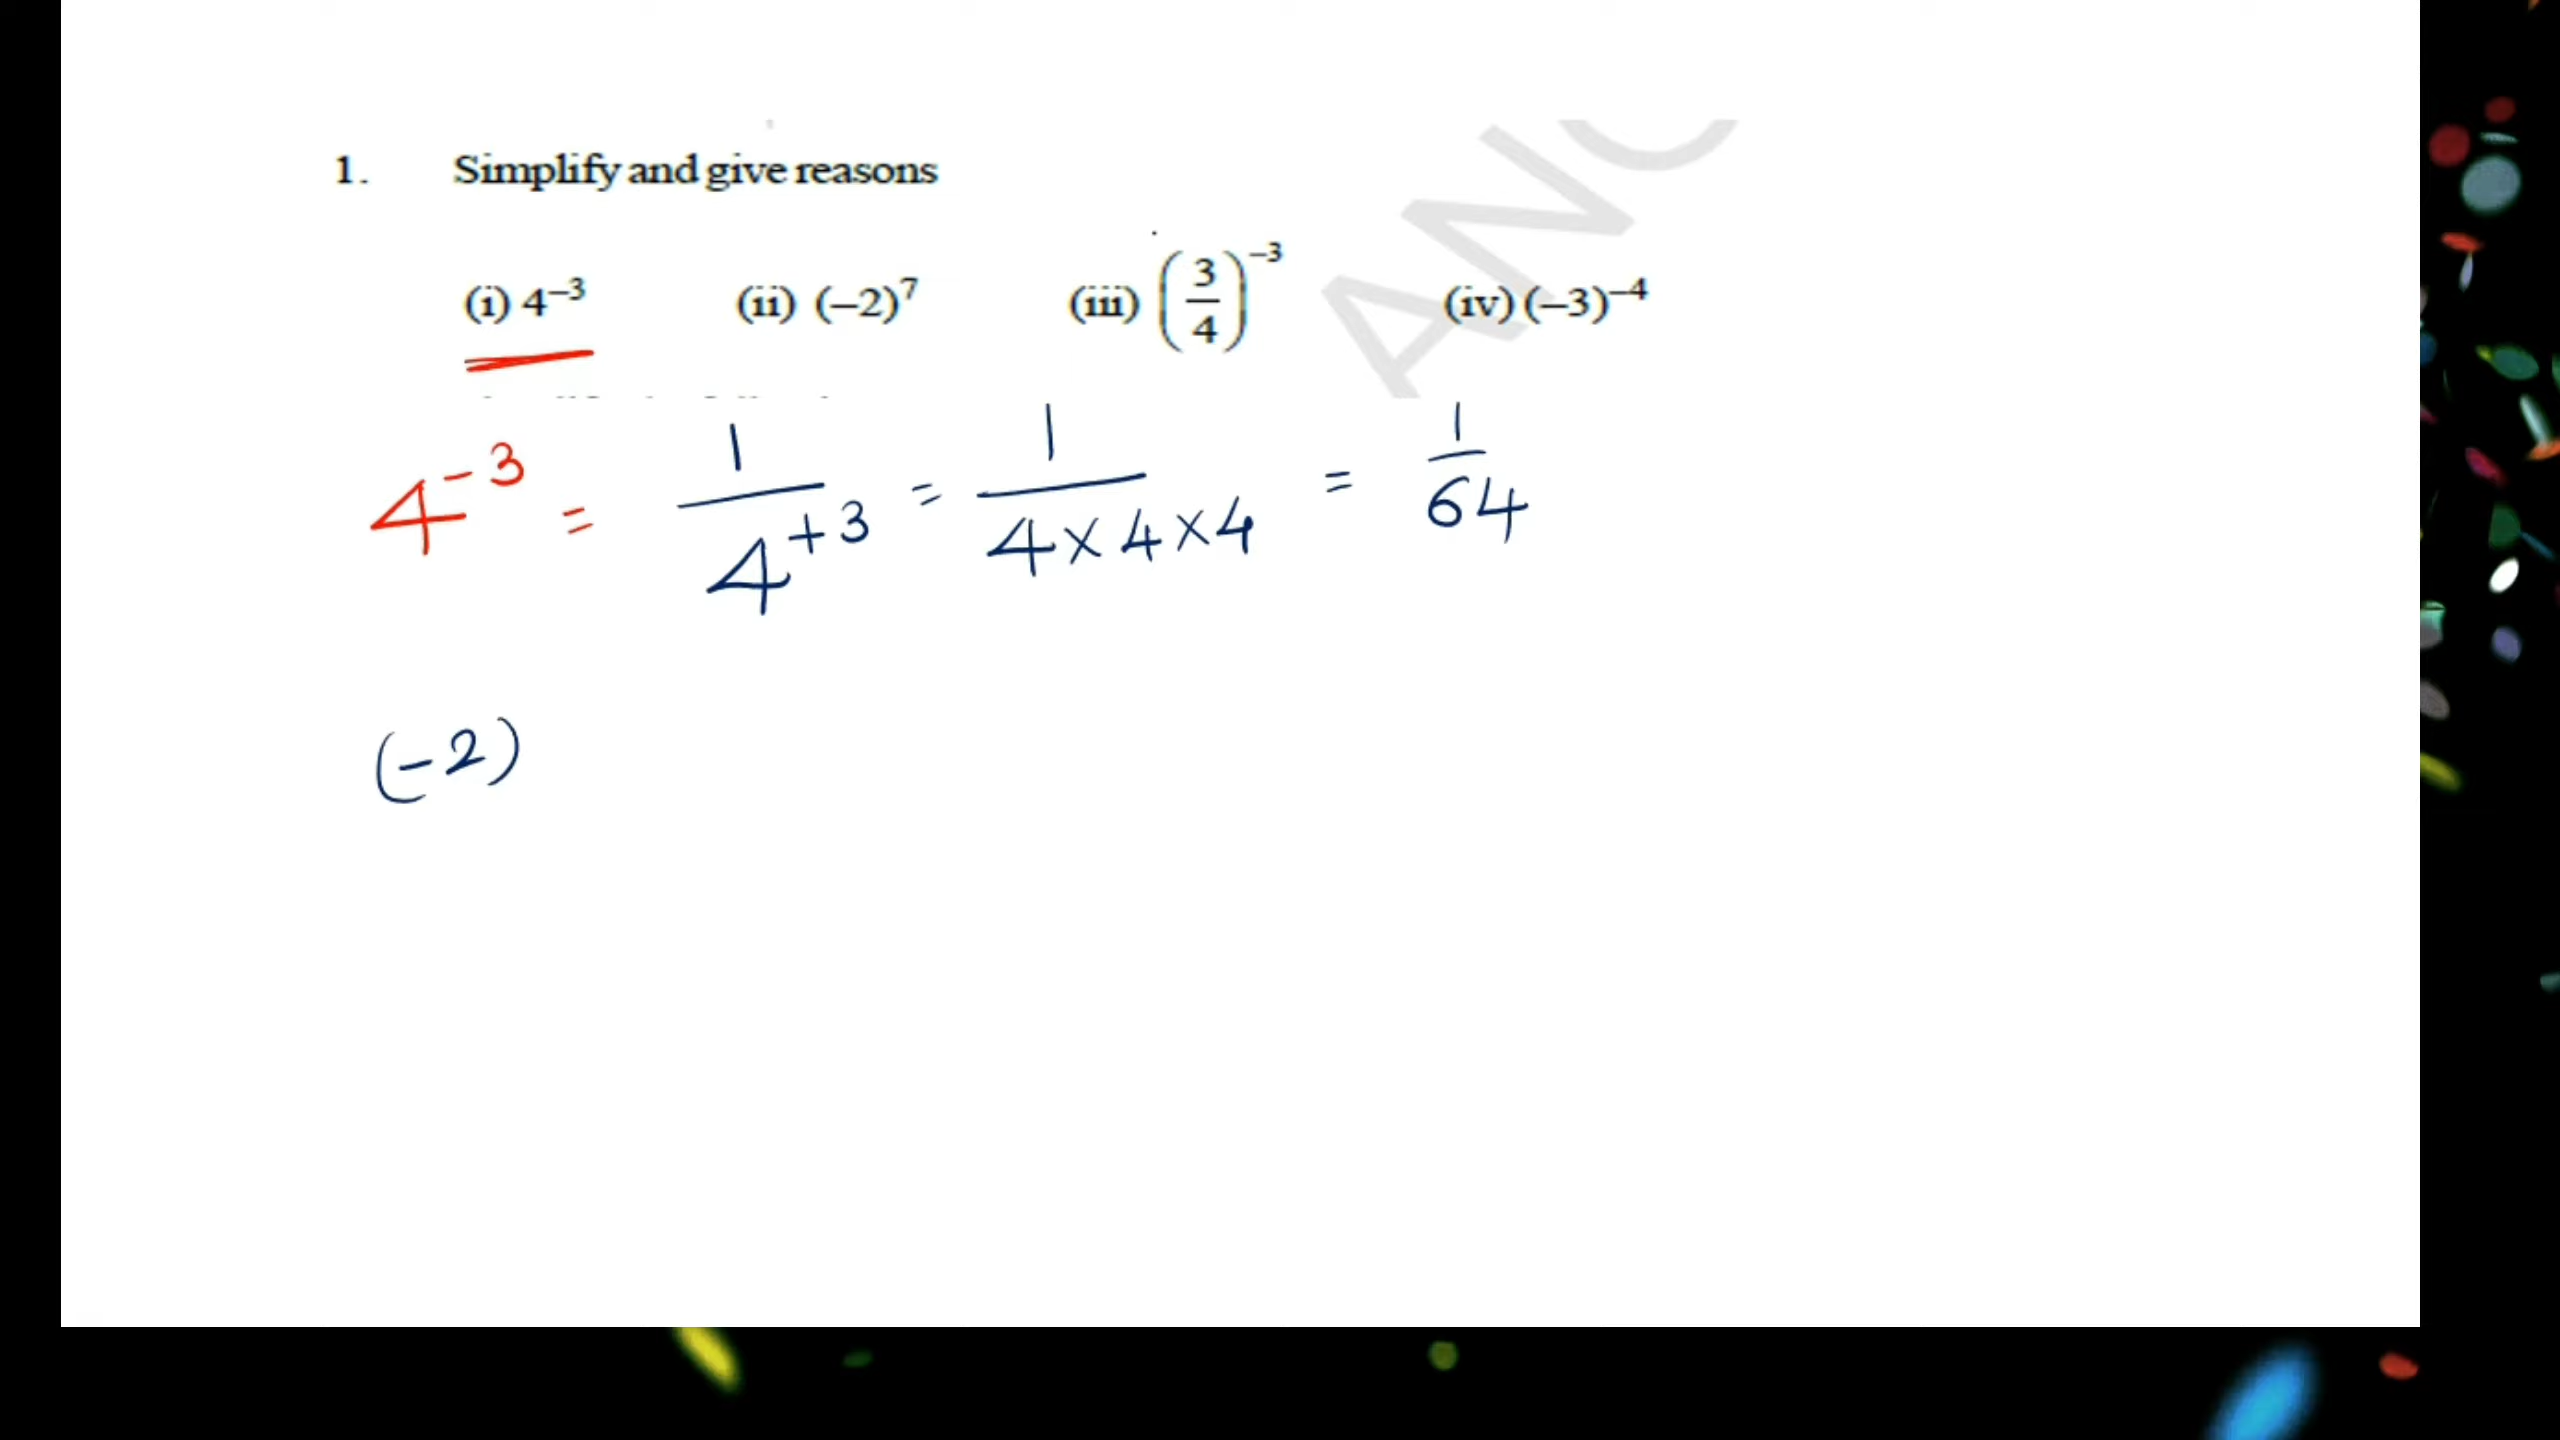 1. Simplify and give reasons
(i) 4⁻³ (ii) (–2)⁷ (iii) (3/4)⁻³ (iv) (–3)⁻⁴
4⁻³ = 1/4⁺³ = 1/(4×4×4) = 1/64
(-2)
ANC